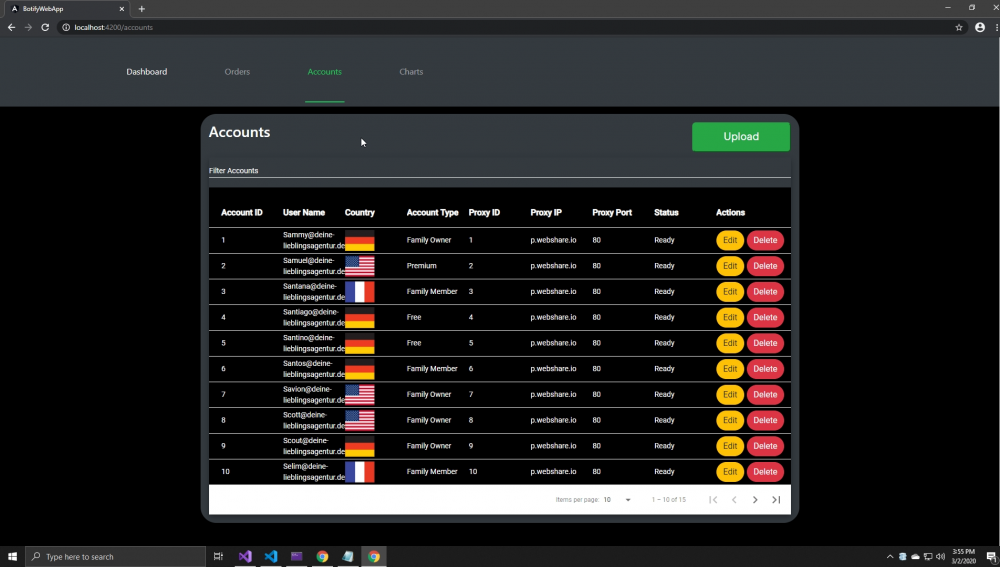 BotifyWebApp
localhost:4200/accounts
Dashboard Orders Accounts Charts
Accounts
Upload
Filter Accounts
Account ID User Name Country Account Type Proxy ID Proxy IP Proxy Port Status Actions
1 Sammy@deine-lieblingsagentur.de Family Owner 1 p.webshare.io 80 Ready Edit Delete
2 Samuel@deine-lieblingsagentur.de Premium 2 p.webshare.io 80 Ready Edit Delete
3 Santana@deine-lieblingsagentur.de Family Member 3 p.webshare.io 80 Ready Edit Delete
4 Santiago@deine-lieblingsagentur.de Free 4 p.webshare.io 80 Ready Edit Delete
5 Santino@deine-lieblingsagentur.de Free 5 p.webshare.io 80 Ready Edit Delete
6 Santos@deine-lieblingsagentur.de Family Member 6 p.webshare.io 80 Ready Edit Delete
7 Savion@deine-lieblingsagentur.de Family Owner 7 p.webshare.io 80 Ready Edit Delete
8 Scott@deine-lieblingsagentur.de Family Owner 8 p.webshare.io 80 Ready Edit Delete
9 Scout@deine-lieblingsagentur.de Family Owner 9 p.webshare.io 80 Ready Edit Delete
10 Selim@deine-lieblingsagentur.de Family Member 10 p.webshare.io 80 Ready Edit Delete
Items per page: 10 1 – 10 of 15
Type here to search
3:55 PM
3/2/2020